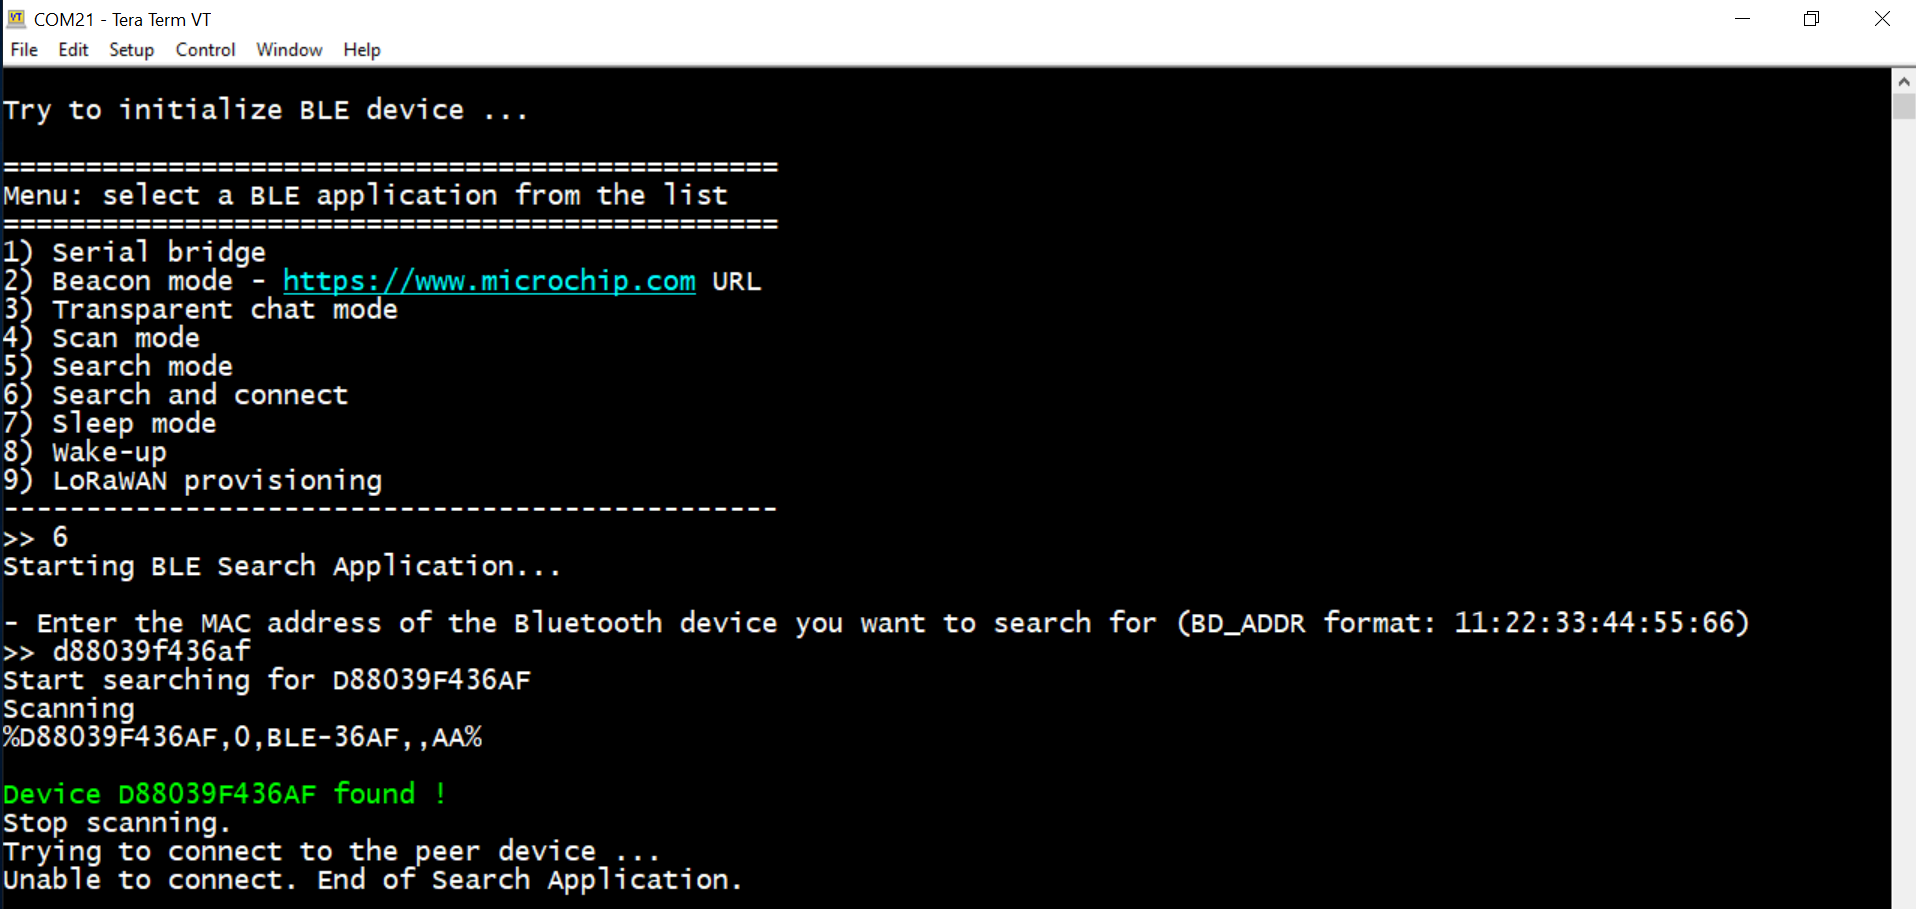 COM21 - Tera Term VT
File Edit Setup Control Window Help
Try to initialize BLE device ...
===============================================
Menu: select a BLE application from the list
===============================================
1) Serial bridge
2) Beacon mode - https://www.microchip.com URL
3) Transparent chat mode
4) Scan mode
5) Search mode
6) Search and connect
7) Sleep mode
8) Wake-up
9) LoRaWAN provisioning
-----------------------------------------------
>> 6
Starting BLE Search Application...
- Enter the MAC address of the Bluetooth device you want to search for (BD_ADDR format: 11:22:33:44:55:66)
>> d88039f436af
Start searching for D88039F436AF
Scanning
%D88039F436AF,0,BLE-36AF,,AA%
Device D88039F436AF found !
Stop scanning.
Trying to connect to the peer device ...
Unable to connect. End of Search Application.